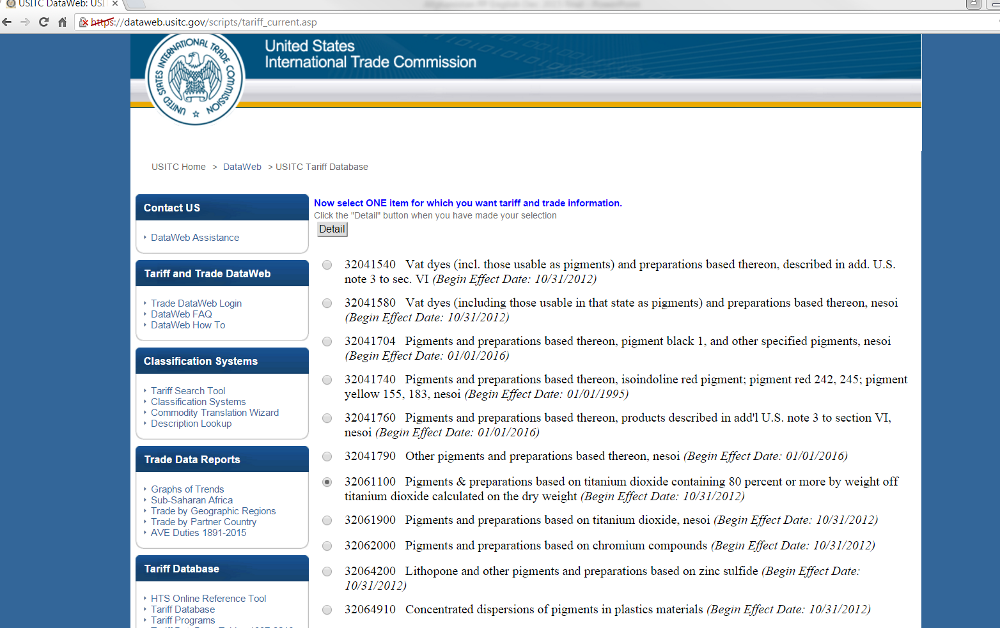 USITC DataWeb: USI
Afghanistan PP English Dec 2015 final - PowerPoint
https://dataweb.usitc.gov/scripts/tariff_current.asp
UNITED STATES INTERNATIONAL TRADE COMMISSION
United States
International Trade Commission
USITC Home > DataWeb > USITC Tariff Database
Contact US
DataWeb Assistance
Tariff and Trade DataWeb
Trade DataWeb Login
DataWeb FAQ
DataWeb How To
Classification Systems
Tariff Search Tool
Classification Systems
Commodity Translation Wizard
Description Lookup
Trade Data Reports
Graphs of Trends
Sub-Saharan Africa
Trade by Geographic Regions
Trade by Partner Country
AVE Duties 1891-2015
Tariff Database
HTS Online Reference Tool
Tariff Database
Tariff Programs
Now select ONE item for which you want tariff and trade information.
Click the "Detail" button when you have made your selection
Detail
32041540 Vat dyes (incl. those usable as pigments) and preparations based thereon, described in add. U.S.
note 3 to sec. VI (Begin Effect Date: 10/31/2012)
32041580 Vat dyes (including those usable in that state as pigments) and preparations based thereon, nesoi
(Begin Effect Date: 10/31/2012)
32041704 Pigments and preparations based thereon, pigment black 1, and other specified pigments, nesoi
(Begin Effect Date: 01/01/2016)
32041740 Pigments and preparations based thereon, isoindoline red pigment; pigment red 242, 245; pigment
yellow 155, 183, nesoi (Begin Effect Date: 01/01/1995)
32041760 Pigments and preparations based thereon, products described in add'l U.S. note 3 to section VI,
nesoi (Begin Effect Date: 01/01/2016)
32041790 Other pigments and preparations based thereon, nesoi (Begin Effect Date: 01/01/2016)
32061100 Pigments & preparations based on titanium dioxide containing 80 percent or more by weight off
titanium dioxide calculated on the dry weight (Begin Effect Date: 10/31/2012)
32061900 Pigments and preparations based on titanium dioxide, nesoi (Begin Effect Date: 10/31/2012)
32062000 Pigments and preparations based on chromium compounds (Begin Effect Date: 10/31/2012)
32064200 Lithopone and other pigments and preparations based on zinc sulfide (Begin Effect Date:
10/31/2012)
32064910 Concentrated dispersions of pigments in plastics materials (Begin Effect Date: 10/31/2012)